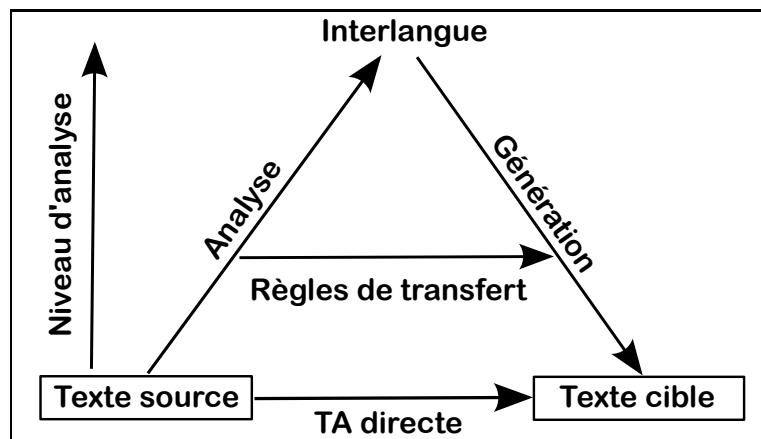 Interlangue
Niveau d'analyse
Analyse
Génération
Règles de transfert
Texte source
Texte cible
TA directe